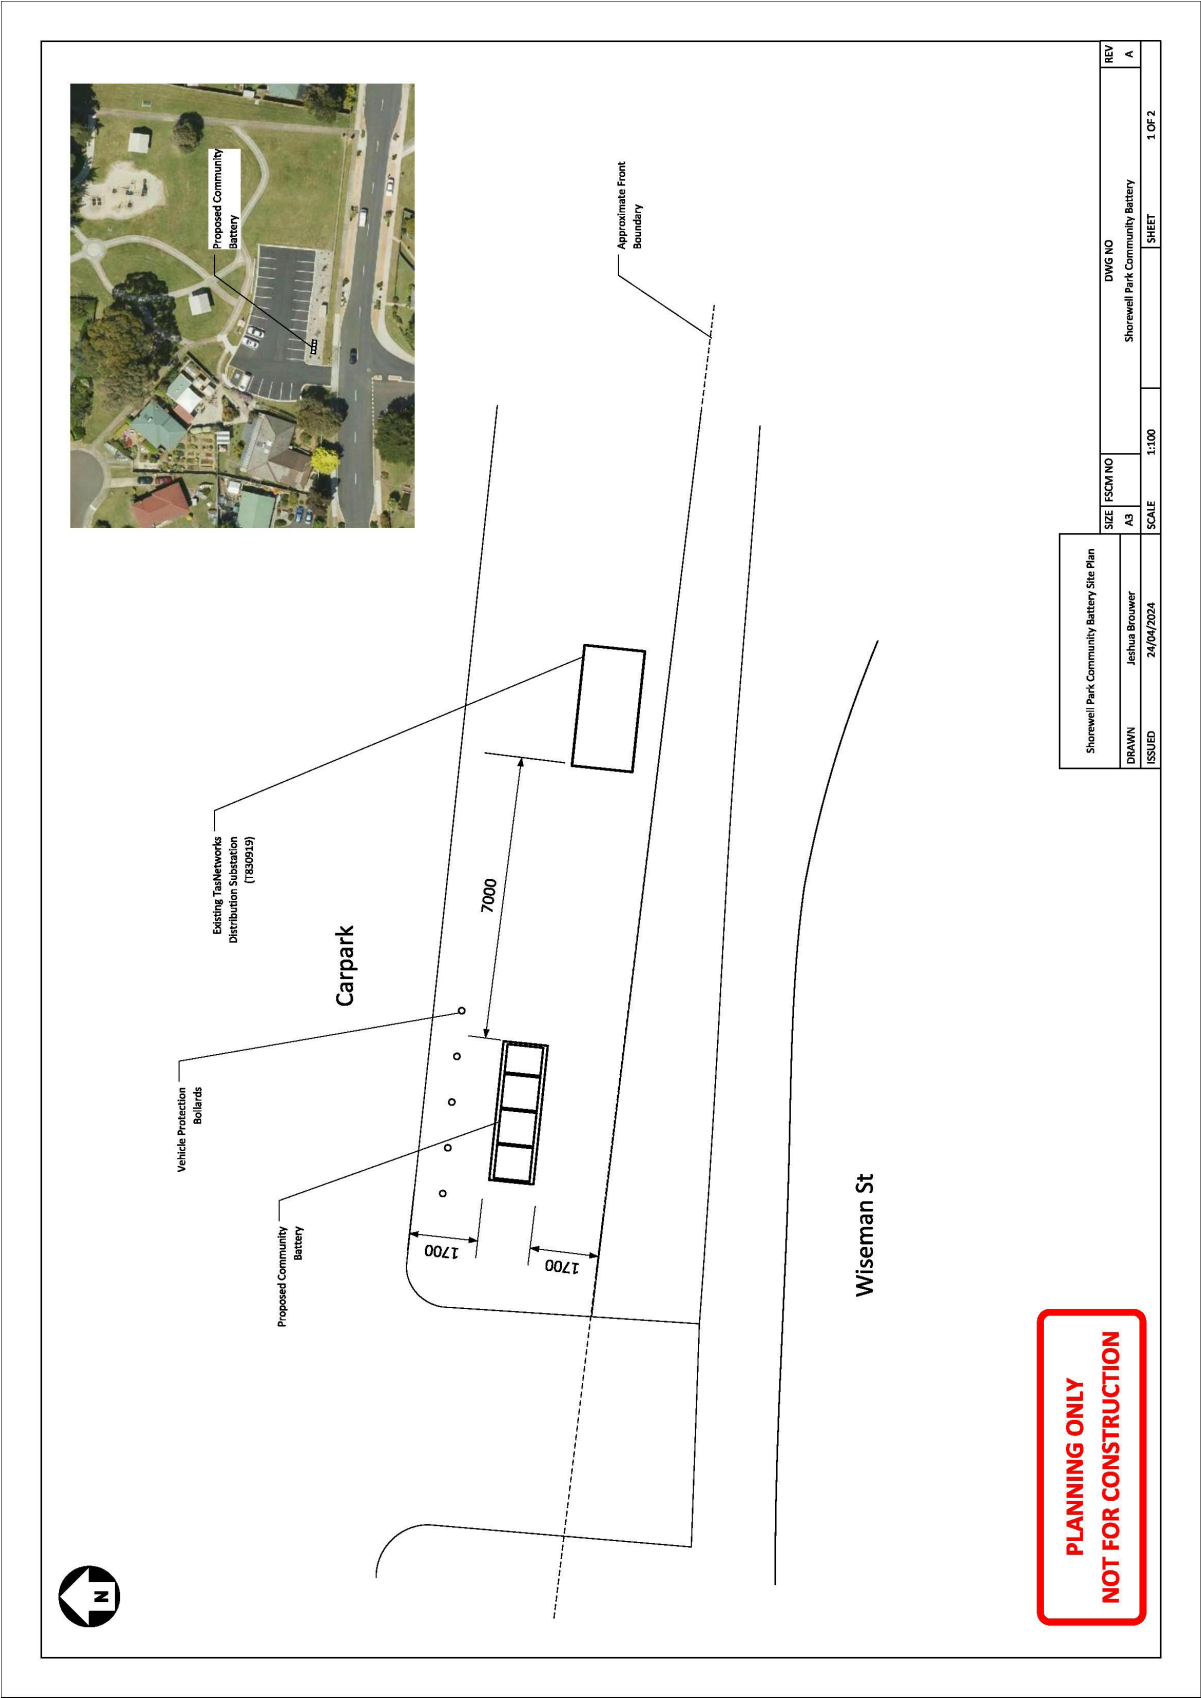 Proposed Community
Battery
Approximate Front
Boundary
Existing TasNetworks
Distribution Substation
(T830919)
Carpark
7000
Vehicle Protection
Bollards
Proposed Community
Battery
1700
1700
Wiseman St
N
PLANNING ONLY
NOT FOR CONSTRUCTION
Shorewell Park Community Battery Site Plan
DRAWN Jeshua Brouwer
ISSUED 24/04/2024
SIZE FSCM NO DWG NO REV
A3 Shorewell Park Community Battery A
SCALE 1:100 SHEET 1 OF 2